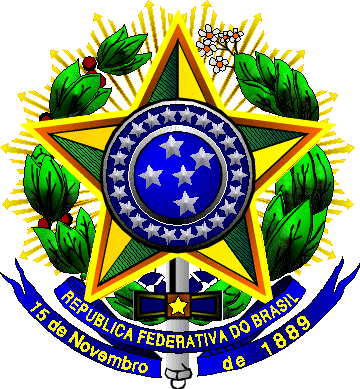 REPUBLICA FEDERATIVA DO BRASIL
15 de Novembro de 1889